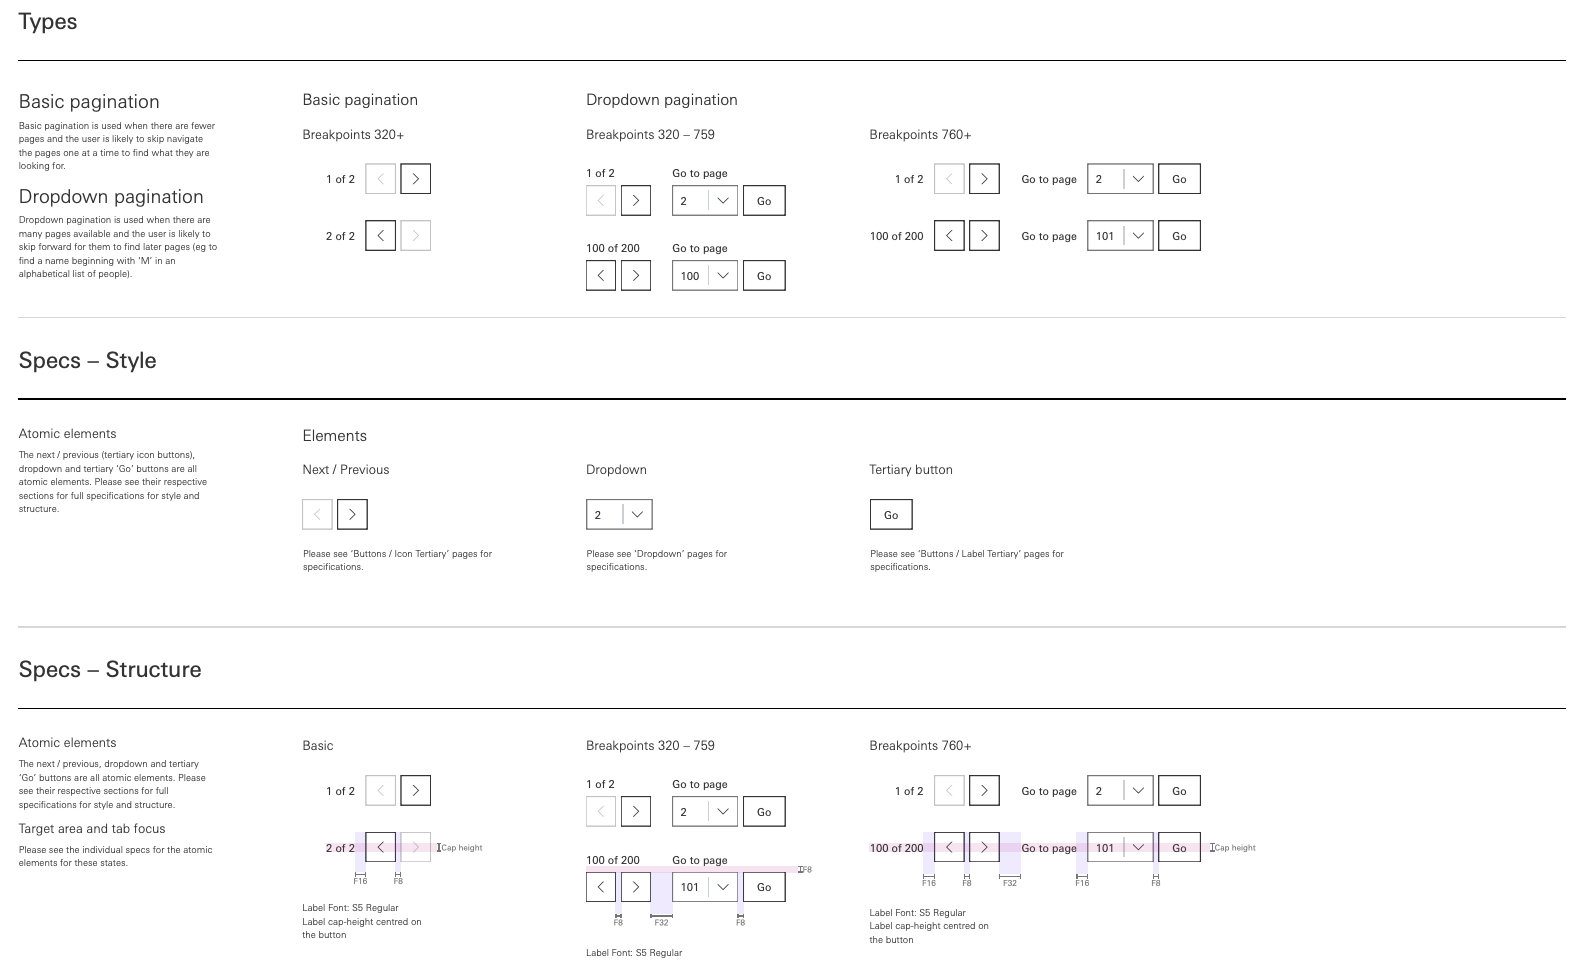 Types
Basic pagination
Basic pagination is used when there are fewer
pages and the user is likely to skip navigate
the pages one at a time to find what they are
looking for.
Dropdown pagination
Dropdown pagination is used when there are
many pages available and the user is likely to
skip forward for them to find later pages (eg to
find a name beginning with ‘M’ in an
alphabetical list of people).
Basic pagination
Breakpoints 320+
1 of 2
2 of 2
Dropdown pagination
Breakpoints 320 – 759
1 of 2 Go to page
2 Go
100 of 200 Go to page
100 Go
Breakpoints 760+
1 of 2 Go to page 2 Go
100 of 200 Go to page 101 Go
Specs – Style
Atomic elements
The next / previous (tertiary icon buttons),
dropdown and tertiary ‘Go’ buttons are all
atomic elements. Please see their respective
sections for full specifications for style and
structure.
Elements
Next / Previous
Please see ‘Buttons / Icon Tertiary’ pages for
specifications.
Dropdown
2
Please see ‘Dropdown’ pages for
specifications.
Tertiary button
Go
Please see ‘Buttons / Label Tertiary’ pages for
specifications.
Specs – Structure
Atomic elements
The next / previous, dropdown and tertiary
‘Go’ buttons are all atomic elements. Please
see their respective sections for full
specifications for style and structure.
Target area and tab focus
Please see the individual specs for the atomic
elements for these states.
Basic
1 of 2
2 of 2 Cap height
F16 F8
Label Font: S5 Regular
Label cap-height centred on
the button
Breakpoints 320 – 759
1 of 2 Go to page
2 Go
100 of 200 Go to page
F8
101 Go
F8 F32 F8
Label Font: S5 Regular
Breakpoints 760+
1 of 2 Go to page 2 Go
100 of 200 Go to page 101 Go Cap height
F16 F8 F32 F16 F8
Label Font: S5 Regular
Label cap-height centred on
the button